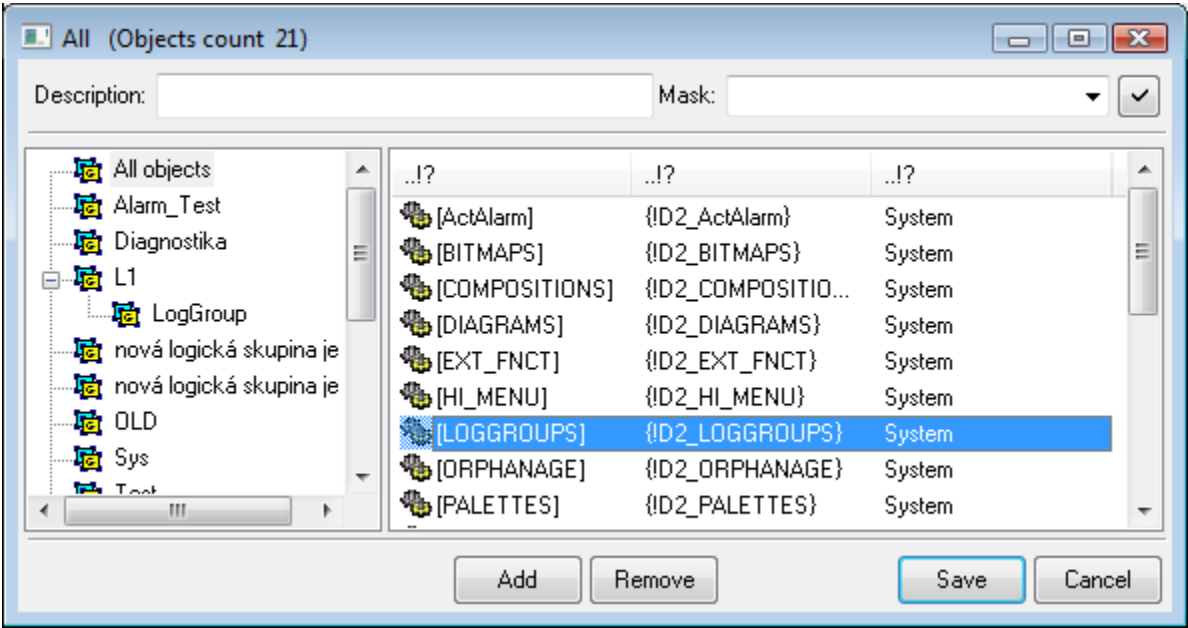 All (Objects count 21)
Description:
Mask:
All objects
Alarm_Test
Diagnostika
L1
LogGroup
nová logická skupina je
nová logická skupina je
OLD
Sys
Test
..!? ..!? ..!?
[ActAlarm] {!D2_ActAlarm} System
[BITMAPS] {!D2_BITMAPS} System
[COMPOSITIONS] {!D2_COMPOSITIO... System
[DIAGRAMS] {!D2_DIAGRAMS} System
[EXT_FNCT] {!D2_EXT_FNCT} System
[HI_MENU] {!D2_HI_MENU} System
[LOGGROUPS] {!D2_LOGGROUPS} System
[ORPHANAGE] {!D2_ORPHANAGE} System
[PALETTES] {!D2_PALETTES} System
Add Remove Save Cancel